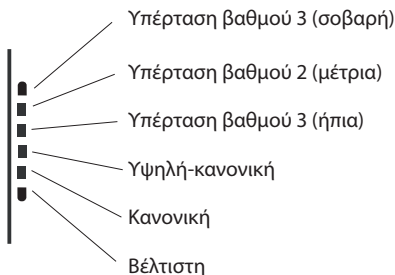 Υπέρταση βαθμού 3 (σοβαρή)
Υπέρταση βαθμού 2 (μέτρια)
Υπέρταση βαθμού 3 (ήπια)
Υψηλή-κανονική
Κανονική
Βέλτιστη